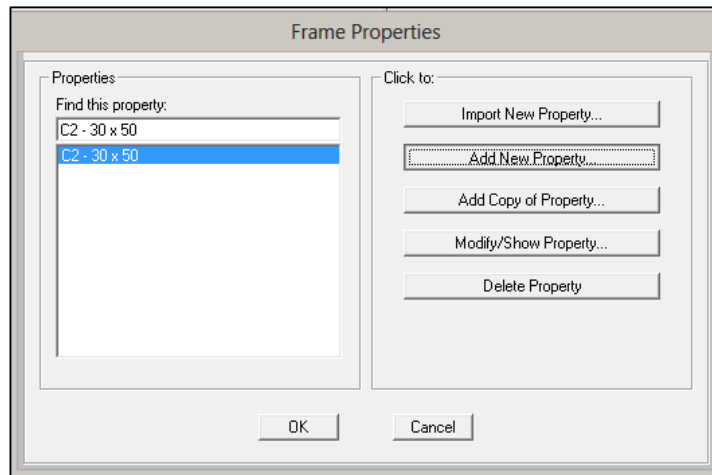 Frame Properties
Properties
Find this property:
C2 - 30 x 50
C2 - 30 x 50
Click to:
Import New Property...
Add New Property...
Add Copy of Property...
Modify/Show Property...
Delete Property
OK
Cancel